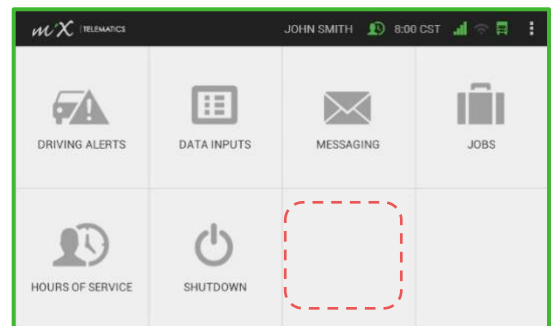 MiX TELEMATICS JOHN SMITH 8:00 CST
DRIVING ALERTS DATA INPUTS MESSAGING JOBS
HOURS OF SERVICE SHUTDOWN